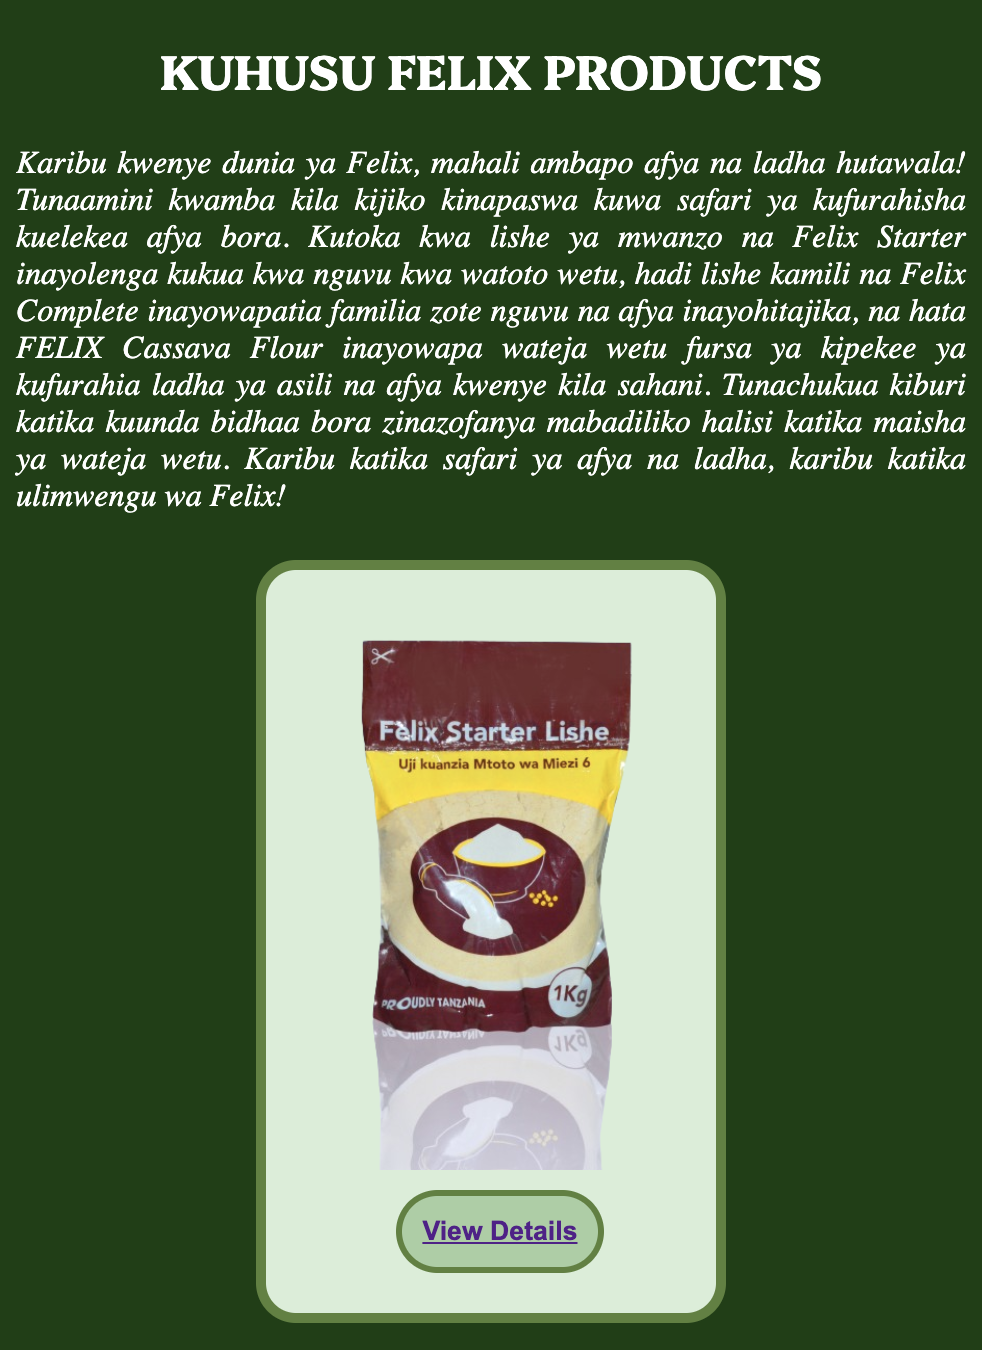 KUHUSU FELIX PRODUCTS
Karibu kwenye dunia ya Felix, mahali ambapo afya na ladha hutawala!
Tunaamini kwamba kila kijiko kinapaswa kuwa safari ya kufurahisha
kuelekea afya bora. Kutoka kwa lishe ya mwanzo na Felix Starter
inayolenga kukua kwa nguvu kwa watoto wetu, hadi lishe kamili na Felix
Complete inayowapatia familia zote nguvu na afya inayohitajika, na hata
FELIX Cassava Flour inayowapa wateja wetu fursa ya kipekee ya
kufurahia ladha ya asili na afya kwenye kila sahani. Tunachukua kiburi
katika kuunda bidhaa bora zinazofanya mabadiliko halisi katika maisha
ya wateja wetu. Karibu katika safari ya afya na ladha, karibu katika
ulimwengu wa Felix!
Felix Starter Lishe
Uji kuanzia Mtoto wa Miezi 6
1Kg
PROUDLY TANZANIA
View Details